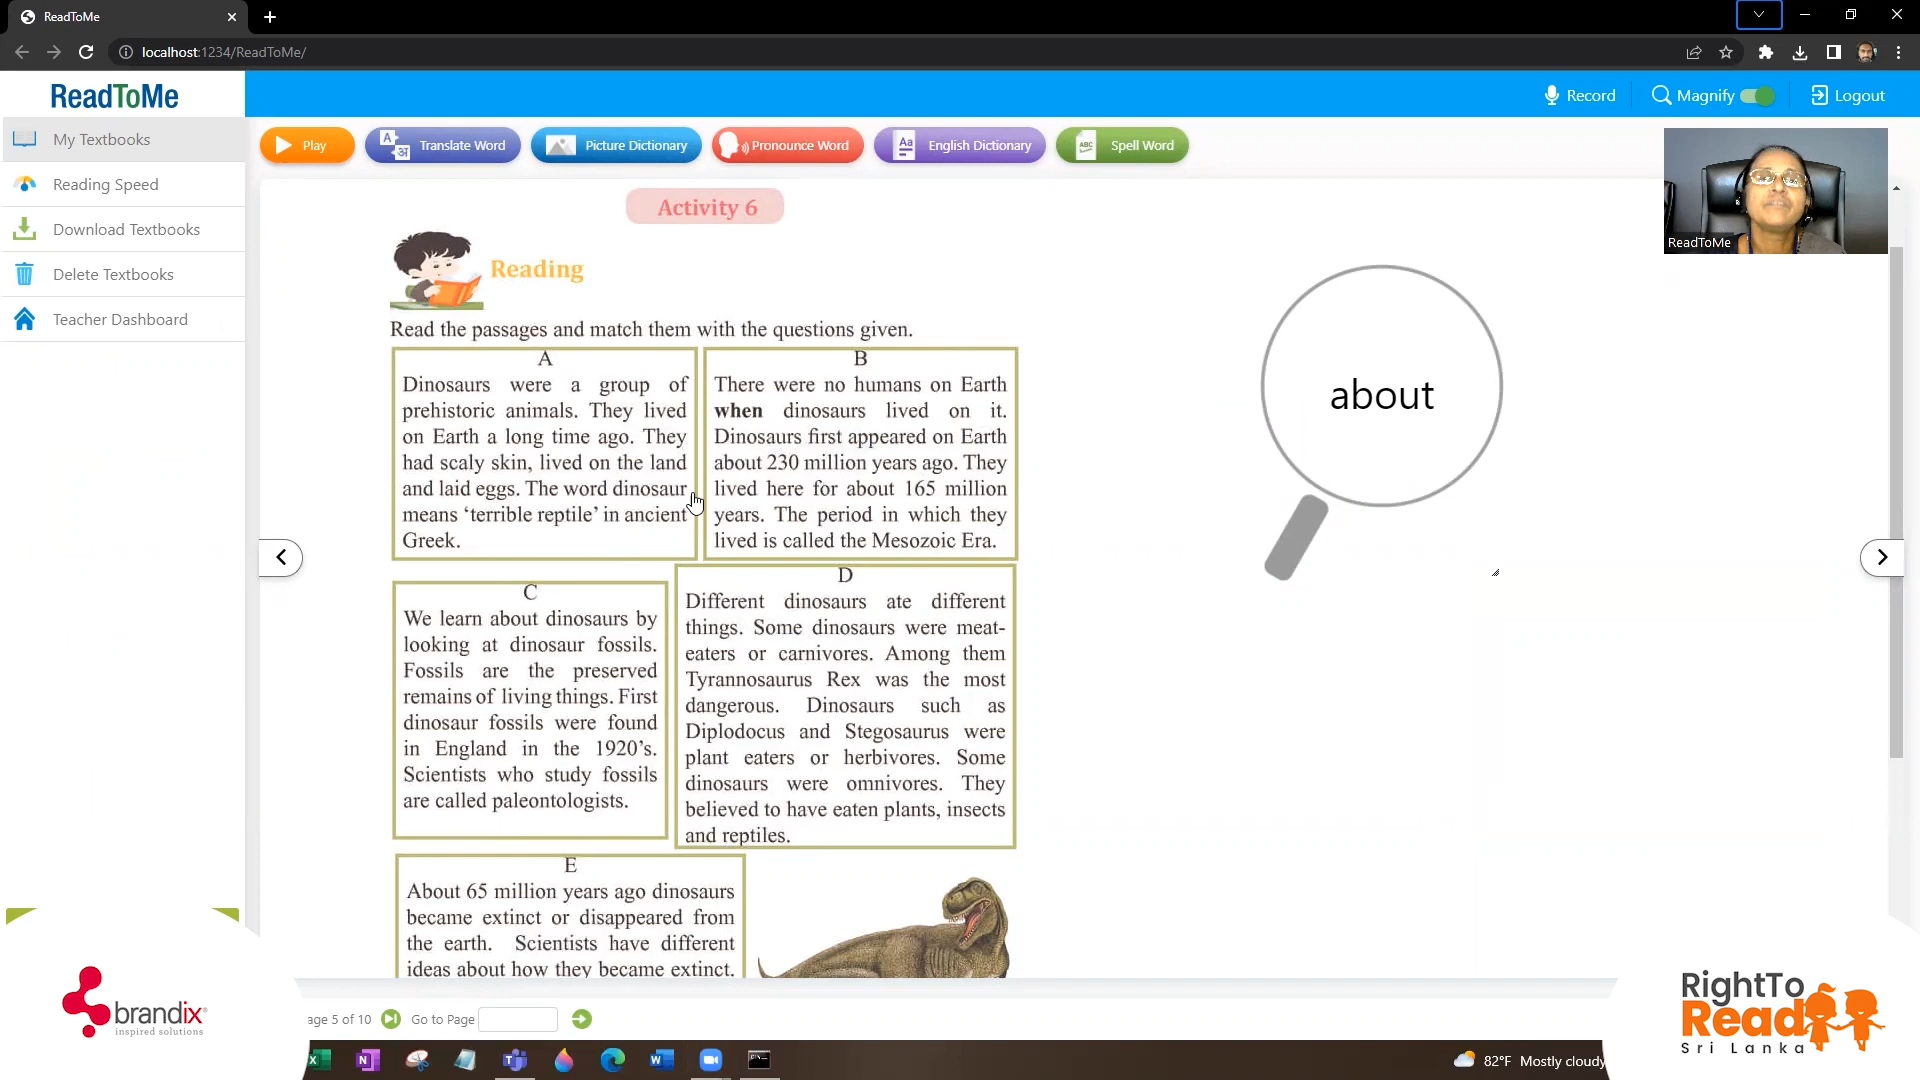 ReadToMe
localhost:1234/ReadToMe/
ReadToMe
Record
Magnify
Logout
My Textbooks
Reading Speed
Download Textbooks
Delete Textbooks
Teacher Dashboard
Play
Translate Word
Picture Dictionary
Pronounce Word
English Dictionary
Spell Word
ReadToMe
Activity 6
Reading
Read the passages and match them with the questions given.
A
Dinosaurs were a group of
prehistoric animals. They lived
on Earth a long time ago. They
had scaly skin, lived on the land
and laid eggs. The word dinosaur
means ‘terrible reptile’ in ancient
Greek.
B
There were no humans on Earth
when dinosaurs lived on it.
Dinosaurs first appeared on Earth
about 230 million years ago. They
lived here for about 165 million
years. The period in which they
lived is called the Mesozoic Era.
C
We learn about dinosaurs by
looking at dinosaur fossils.
Fossils are the preserved
remains of living things. First
dinosaur fossils were found
in England in the 1920’s.
Scientists who study fossils
are called paleontologists.
D
Different dinosaurs ate different
things. Some dinosaurs were meat-
eaters or carnivores. Among them
Tyrannosaurus Rex was the most
dangerous. Dinosaurs such as
Diplodocus and Stegosaurus were
plant eaters or herbivores. Some
dinosaurs were omnivores. They
believed to have eaten plants, insects
and reptiles.
E
About 65 million years ago dinosaurs
became extinct or disappeared from
the earth. Scientists have different
ideas about how they became extinct.
about
age 5 of 10
Go to Page
brandix
inspired solutions
RightTo
Read
Sri Lanka
82°F Mostly cloudy